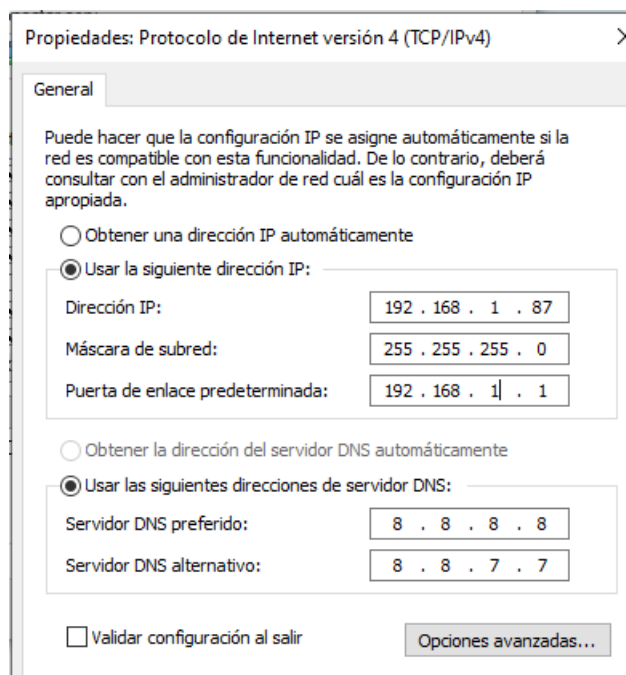 Propiedades: Protocolo de Internet versión 4 (TCP/IPv4)
General
Puede hacer que la configuración IP se asigne automáticamente si la
red es compatible con esta funcionalidad. De lo contrario, deberá
consultar con el administrador de red cuál es la configuración IP
apropiada.
Obtener una dirección IP automáticamente
Usar la siguiente dirección IP:
Dirección IP: 192 . 168 . 1 . 87
Máscara de subred: 255 . 255 . 255 . 0
Puerta de enlace predeterminada: 192 . 168 . 1 . 1
Obtener la dirección del servidor DNS automáticamente
Usar las siguientes direcciones de servidor DNS:
Servidor DNS preferido: 8 . 8 . 8 . 8
Servidor DNS alternativo: 8 . 8 . 7 . 7
Validar configuración al salir
Opciones avanzadas...